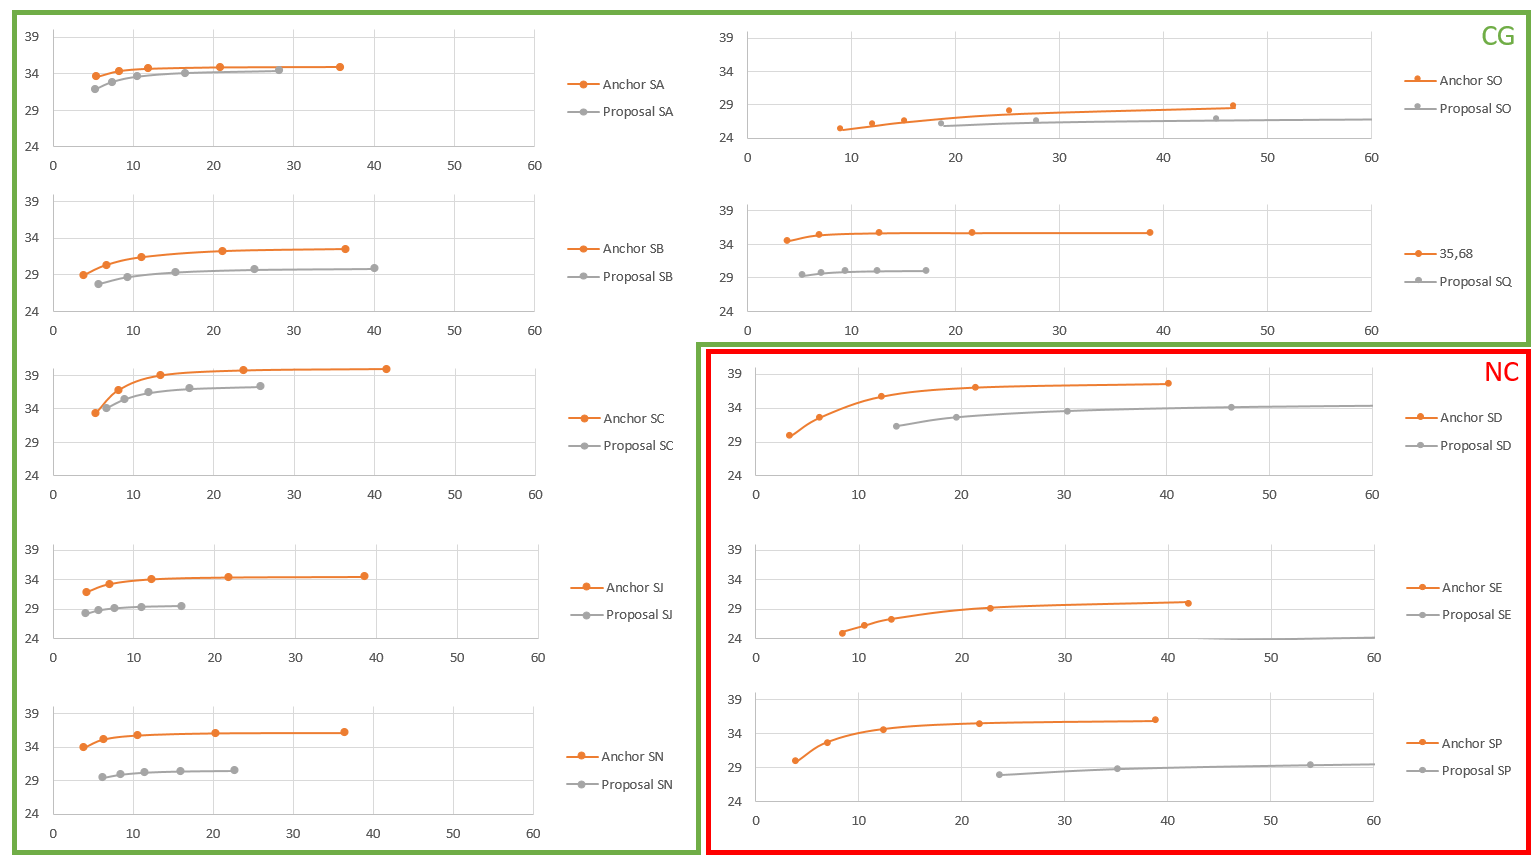 CG
39
34
29
24
0 10 20 30 40 50 60
Anchor SA
Proposal SA
39
34
29
24
0 10 20 30 40 50 60
Anchor SO
Proposal SO
39
34
29
24
0 10 20 30 40 50 60
Anchor SB
Proposal SB
39
34
29
24
0 10 20 30 40 50 60
35,68
Proposal SQ
39
34
29
24
0 10 20 30 40 50 60
Anchor SC
Proposal SC
NC
39
34
29
24
0 10 20 30 40 50 60
Anchor SD
Proposal SD
39
34
29
24
0 10 20 30 40 50 60
Anchor SJ
Proposal SJ
39
34
29
24
0 10 20 30 40 50 60
Anchor SE
Proposal SE
39
34
29
24
0 10 20 30 40 50 60
Anchor SN
Proposal SN
39
34
29
24
0 10 20 30 40 50 60
Anchor SP
Proposal SP